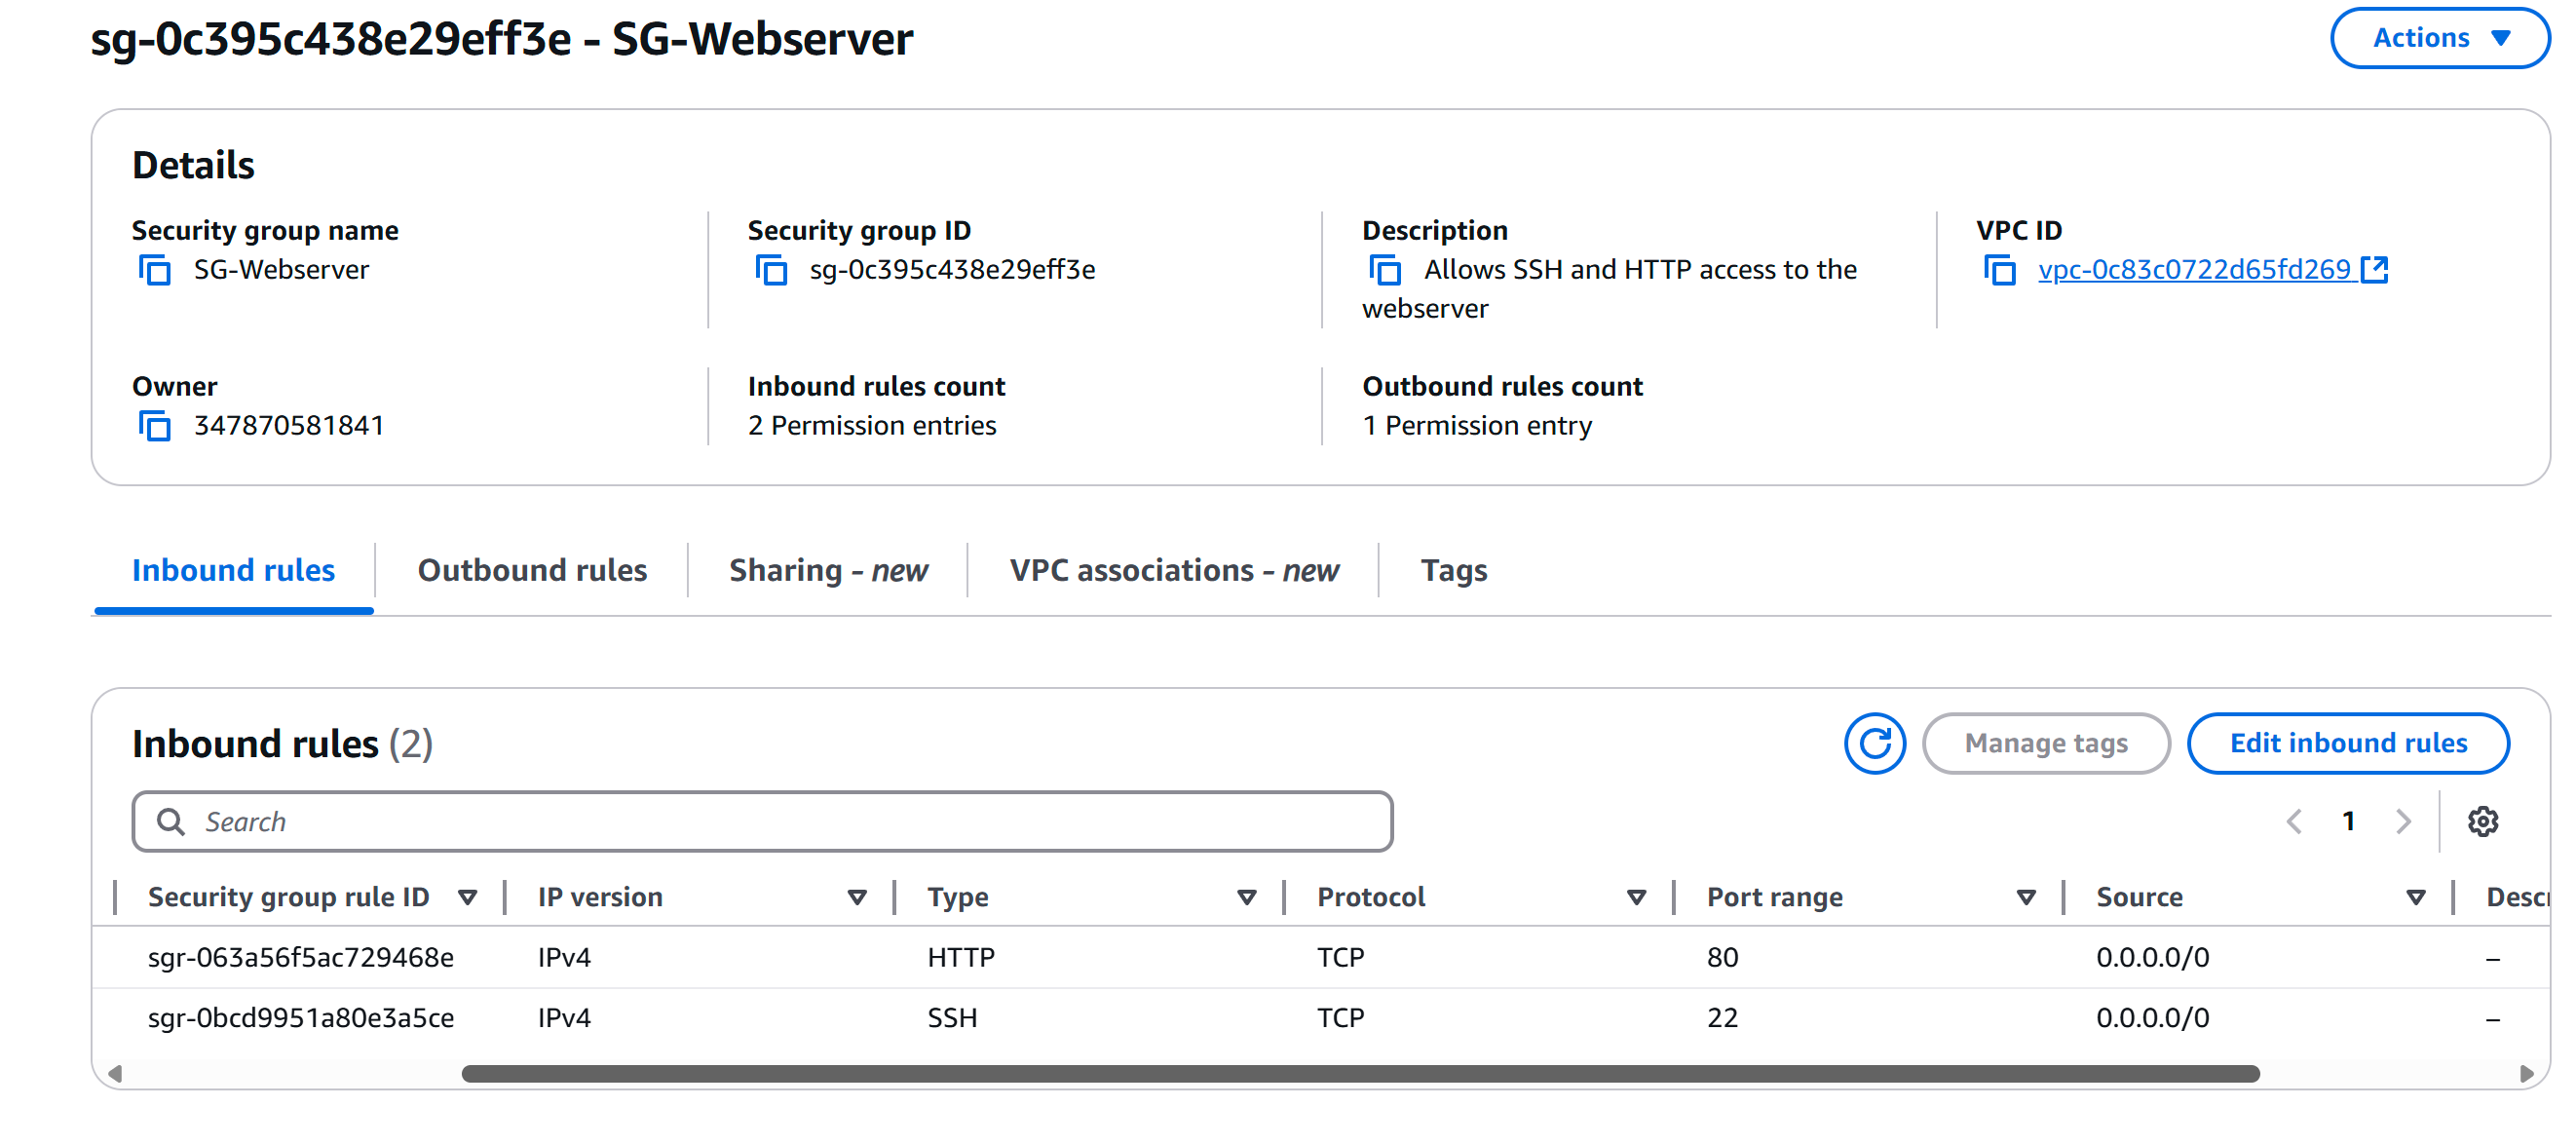 sg-0c395c438e29eff3e - SG-Webserver
Actions
Details
Security group name
SG-Webserver
Security group ID
sg-0c395c438e29eff3e
Description
Allows SSH and HTTP access to the
webserver
VPC ID
vpc-0c83c0722d65fd269
Owner
347870581841
Inbound rules count
2 Permission entries
Outbound rules count
1 Permission entry
Inbound rules
Outbound rules
Sharing - new
VPC associations - new
Tags
Inbound rules (2)
Manage tags
Edit inbound rules
Search
1
Security group rule ID IP version Type Protocol Port range Source Descr
sgr-063a56f5ac729468e IPv4 HTTP TCP 80 0.0.0.0/0 –
sgr-0bcd9951a80e3a5ce IPv4 SSH TCP 22 0.0.0.0/0 –